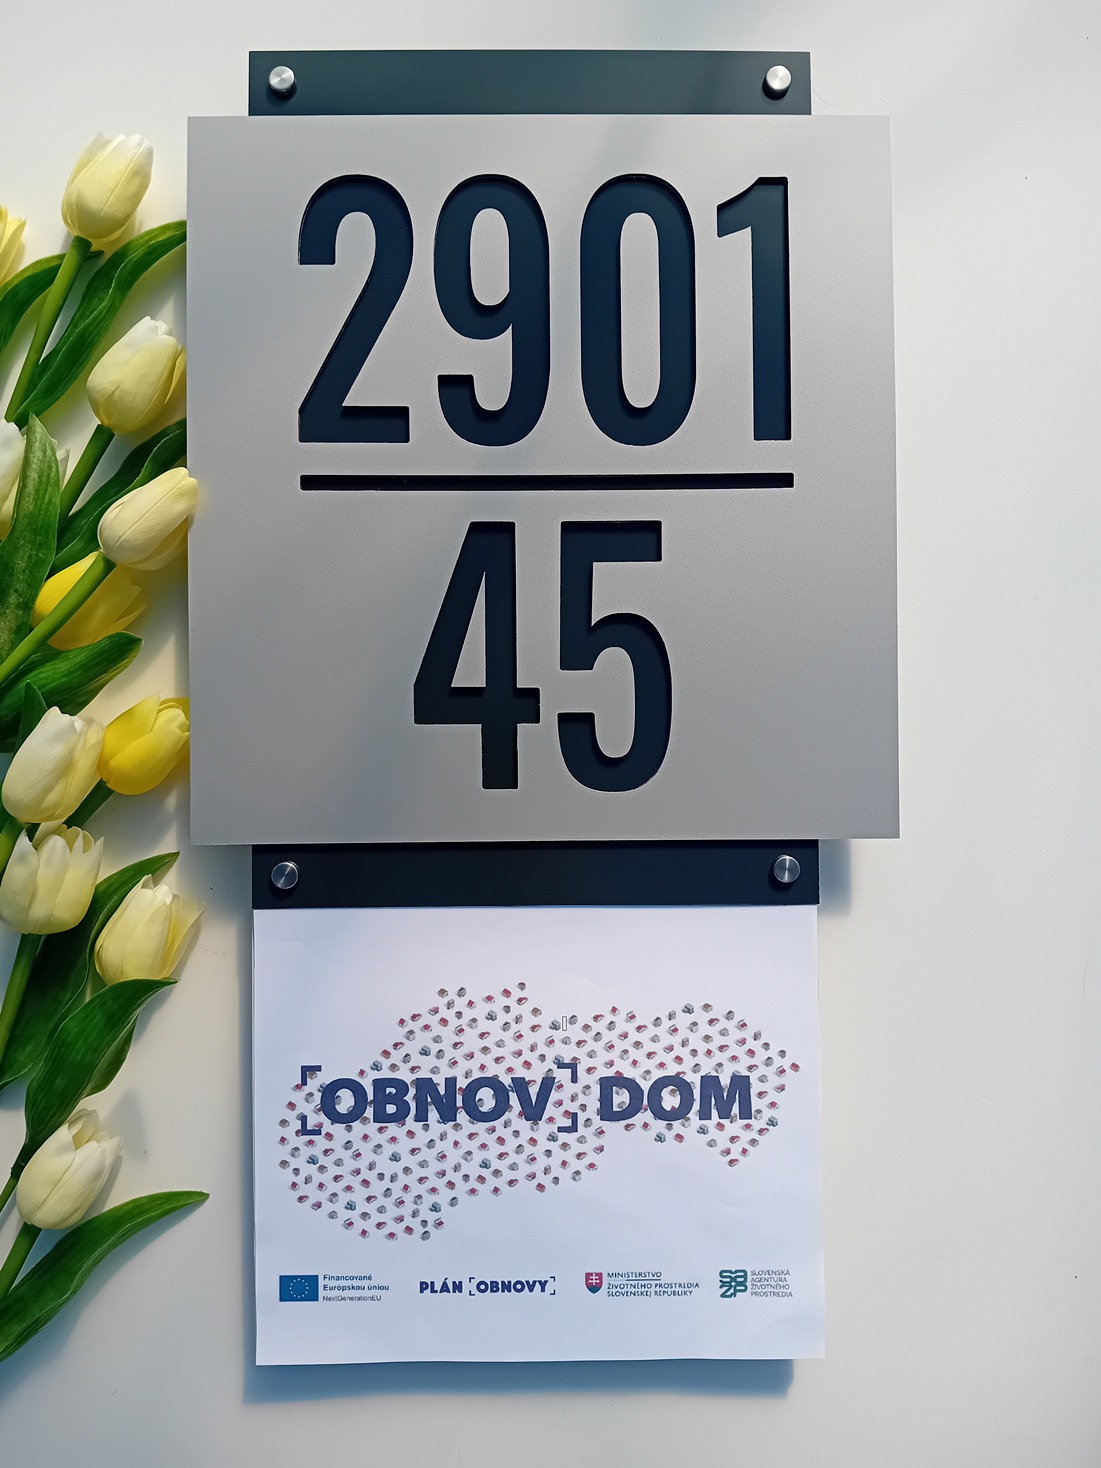 2901
45
[OBNOV] DOM
Financované
Európskou úniou
NextGenerationEU
PLÁN [OBNOVY]
MINISTERSTVO
ŽIVOTNÉHO PROSTREDIA
SLOVENSKEJ REPUBLIKY
SAŽP
SLOVENSKÁ
AGENTÚRA
ŽIVOTNÉHO
PROSTREDIA